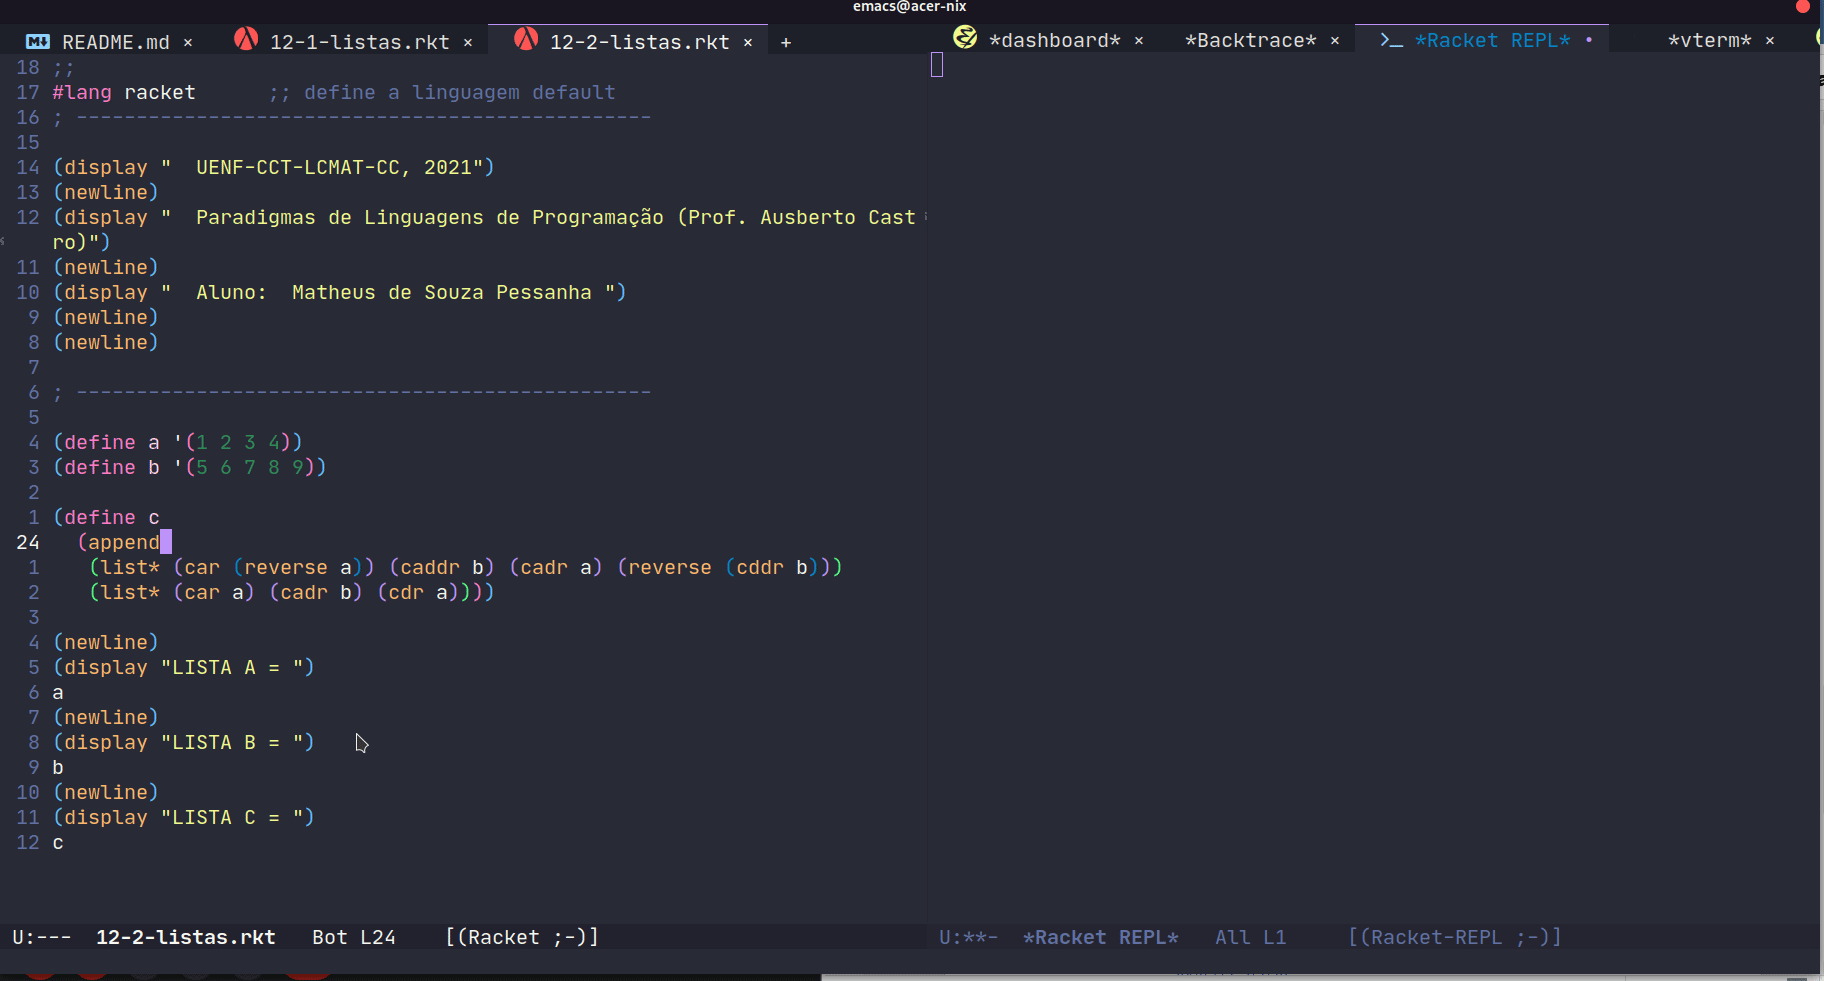 emacs@acer-nix
README.md × 12-1-listas.rkt × 12-2-listas.rkt × +
*dashboard* × *Backtrace* × >_ *Racket REPL* • *vterm* ×
18 ;;
17 #lang racket      ;; define a linguagem default
16 ; ------------------------------------------------
15
14 (display "  UENF-CCT-LCMAT-CC, 2021")
13 (newline)
12 (display "  Paradigmas de Linguagens de Programação (Prof. Ausberto Cast
ro)")
11 (newline)
10 (display "  Aluno:  Matheus de Souza Pessanha ")
9 (newline)
8 (newline)
7
6 ; ------------------------------------------------
5
4 (define a '(1 2 3 4))
3 (define b '(5 6 7 8 9))
2
1 (define c
24   (append
1    (list* (car (reverse a)) (caddr b) (cadr a) (reverse (cddr b)))
2    (list* (car a) (cadr b) (cdr a))))
3
4 (newline)
5 (display "LISTA A = ")
6 a
7 (newline)
8 (display "LISTA B = ")
9 b
10 (newline)
11 (display "LISTA C = ")
12 c
U:---  12-2-listas.rkt   Bot L24    [(Racket ;-)]
U:**-  *Racket REPL*   All L1     [(Racket-REPL ;-)]